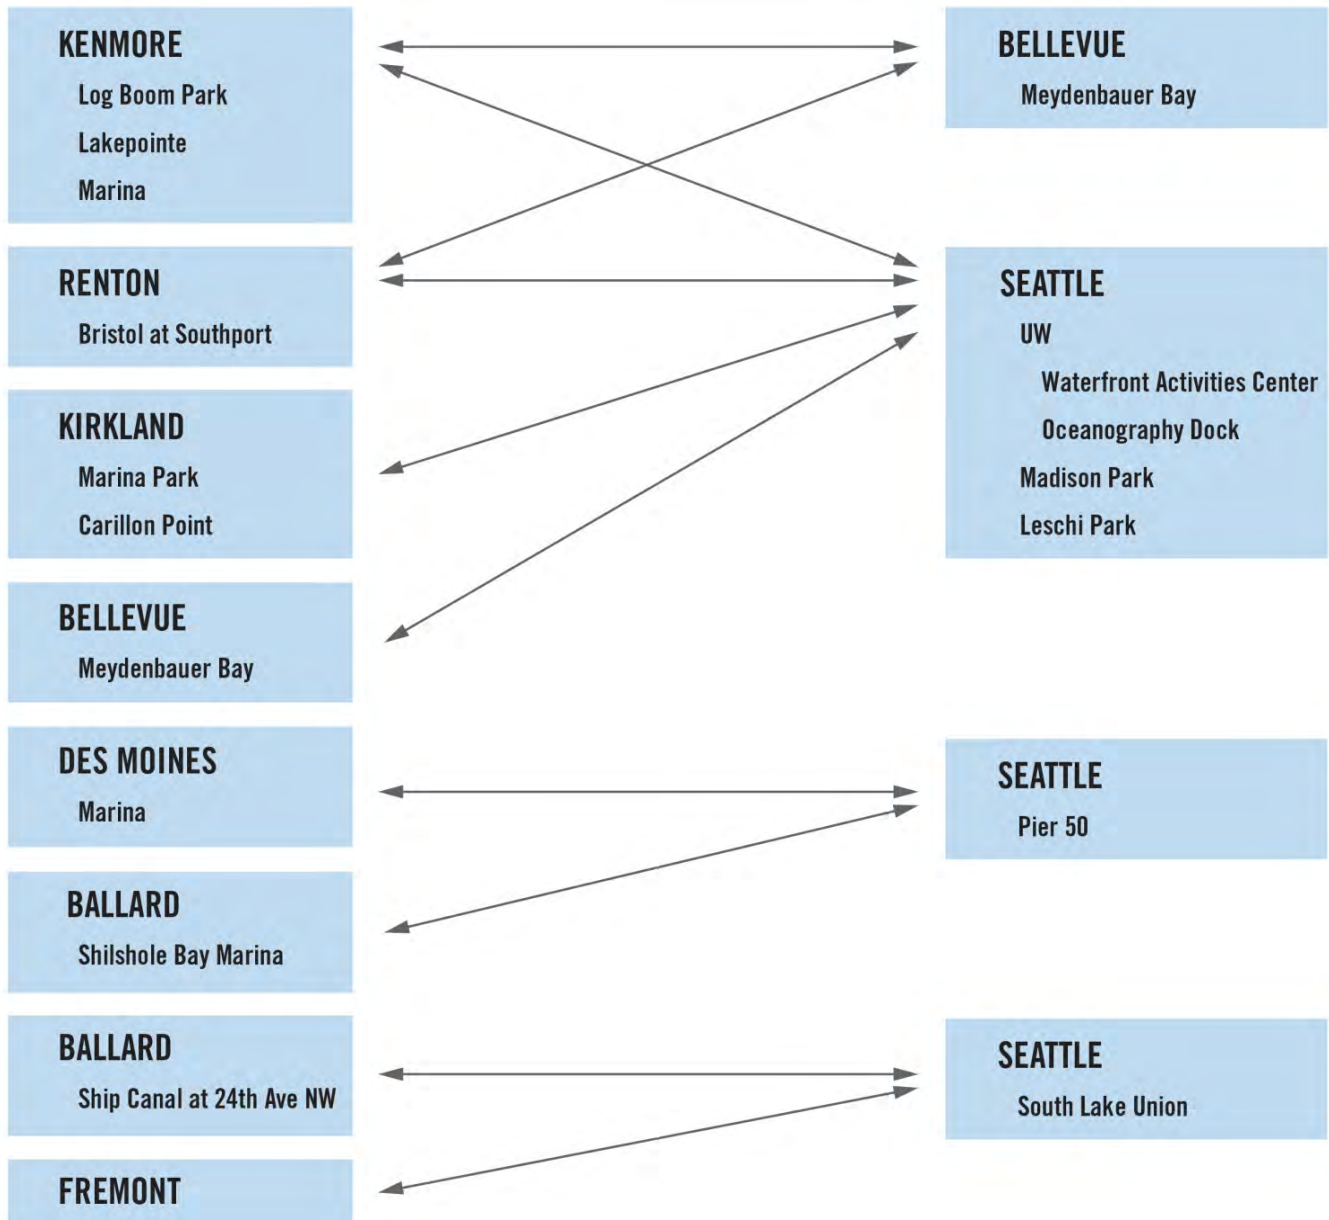 KENMORE
Log Boom Park
Lakepointe
Marina
RENTON
Bristol at Southport
KIRKLAND
Marina Park
Carillon Point
BELLEVUE
Meydenbauer Bay
DES MOINES
Marina
BALLARD
Shilshole Bay Marina
BALLARD
Ship Canal at 24th Ave NW
FREMONT
BELLEVUE
Meydenbauer Bay
SEATTLE
UW
Waterfront Activities Center
Oceanography Dock
Madison Park
Leschi Park
SEATTLE
Pier 50
SEATTLE
South Lake Union